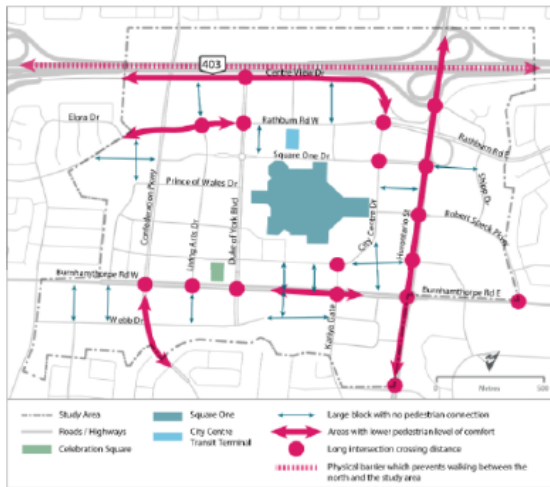 403
Centre View Dr
Elora Dr
Rathburn Rd W
Rathburn Rd E
Square One Dr
Shipp Dr
Prince of Wales Dr
Confederation Pkwy
Living Arts Dr
Duke of York Blvd
City Centre Dr
Hurontario St
Robert Speck Pkwy
Burnhamthorpe Rd W
Burnhamthorpe Rd E
Webb Dr
Kariya Gate
0
500
Metres
Study Area
Roads / Highways
Celebration Square
Square One
City Centre
Transit Terminal
Large block with no pedestrian connection
Areas with lower pedestrian level of comfort
Long intersection crossing distance
Physical barrier which prevents walking between the
north and the study area